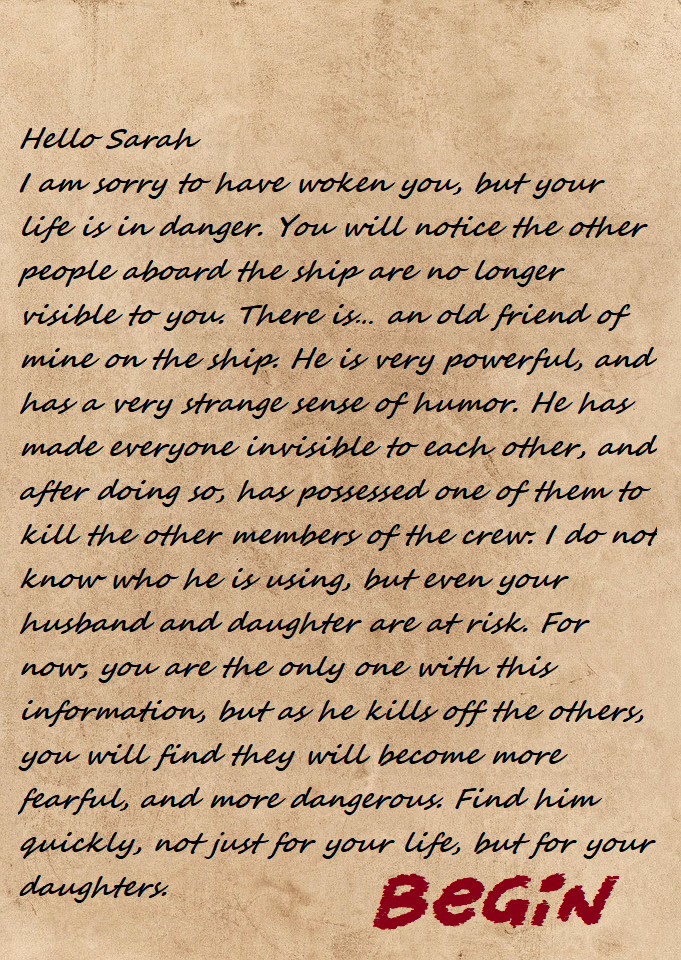 Hello Sarah
I am sorry to have woken you, but your
life is in danger. You will notice the other
people aboard the ship are no longer
visible to you. There is... an old friend of
mine on the ship. He is very powerful, and
has a very strange sense of humor. He has
made everyone invisible to each other, and
after doing so, has possessed one of them to
kill the other members of the crew. I do not
know who he is using, but even your
husband and daughter are at risk. For
now, you are the only one with this
information, but as he kills off the others,
you will find they will become more
fearful, and more dangerous. Find him
quickly, not just for your life, but for your
daughters.
BEGIN